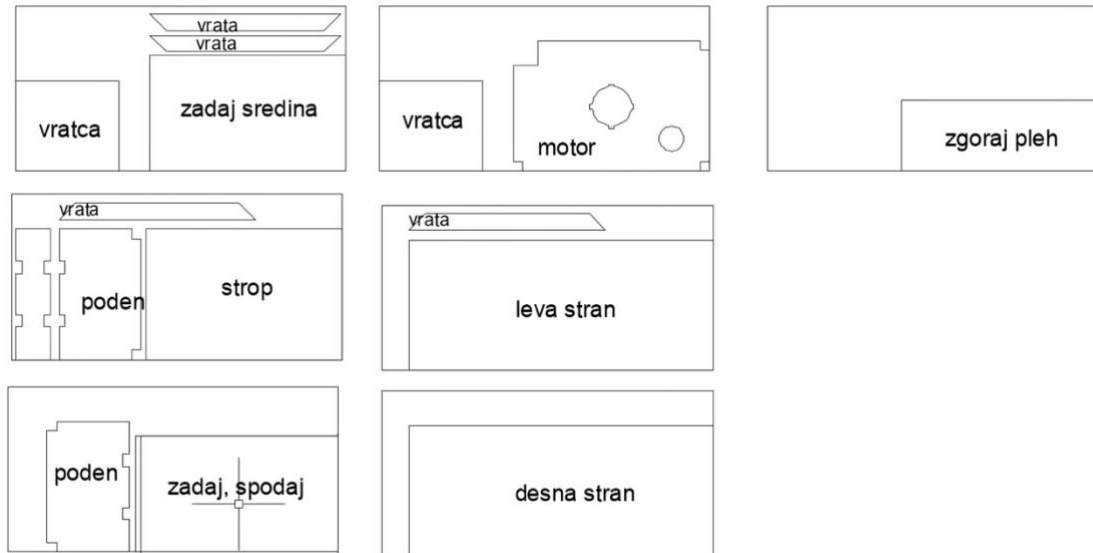 vrata
vrata
zadaj sredina
vratca
vratca
motor
zgoraj pleh
vrata
poden
strop
vrata
leva stran
poden
zadaj, spodaj
desna stran